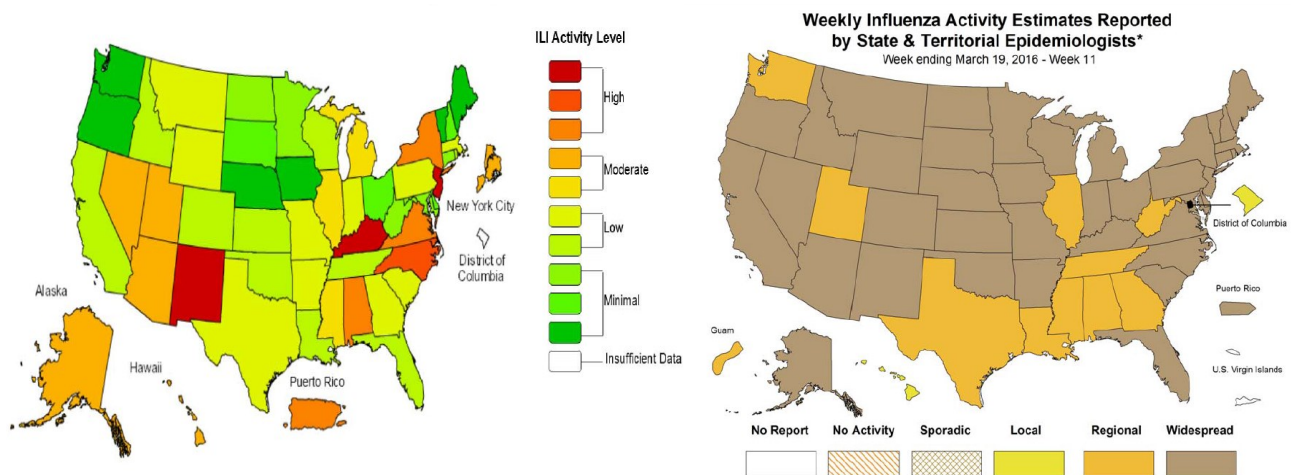 ILI Activity Level
High
Moderate
Low
Minimal
Insufficient Data
New York City
District of
Columbia
Alaska
Hawaii
Puerto Rico
Weekly Influenza Activity Estimates Reported
by State & Territorial Epidemiologists*
Week ending March 19, 2016 - Week 11
District of Columbia
Puerto Rico
Guam
U.S. Virgin Islands
No Report No Activity Sporadic Local Regional Widespread